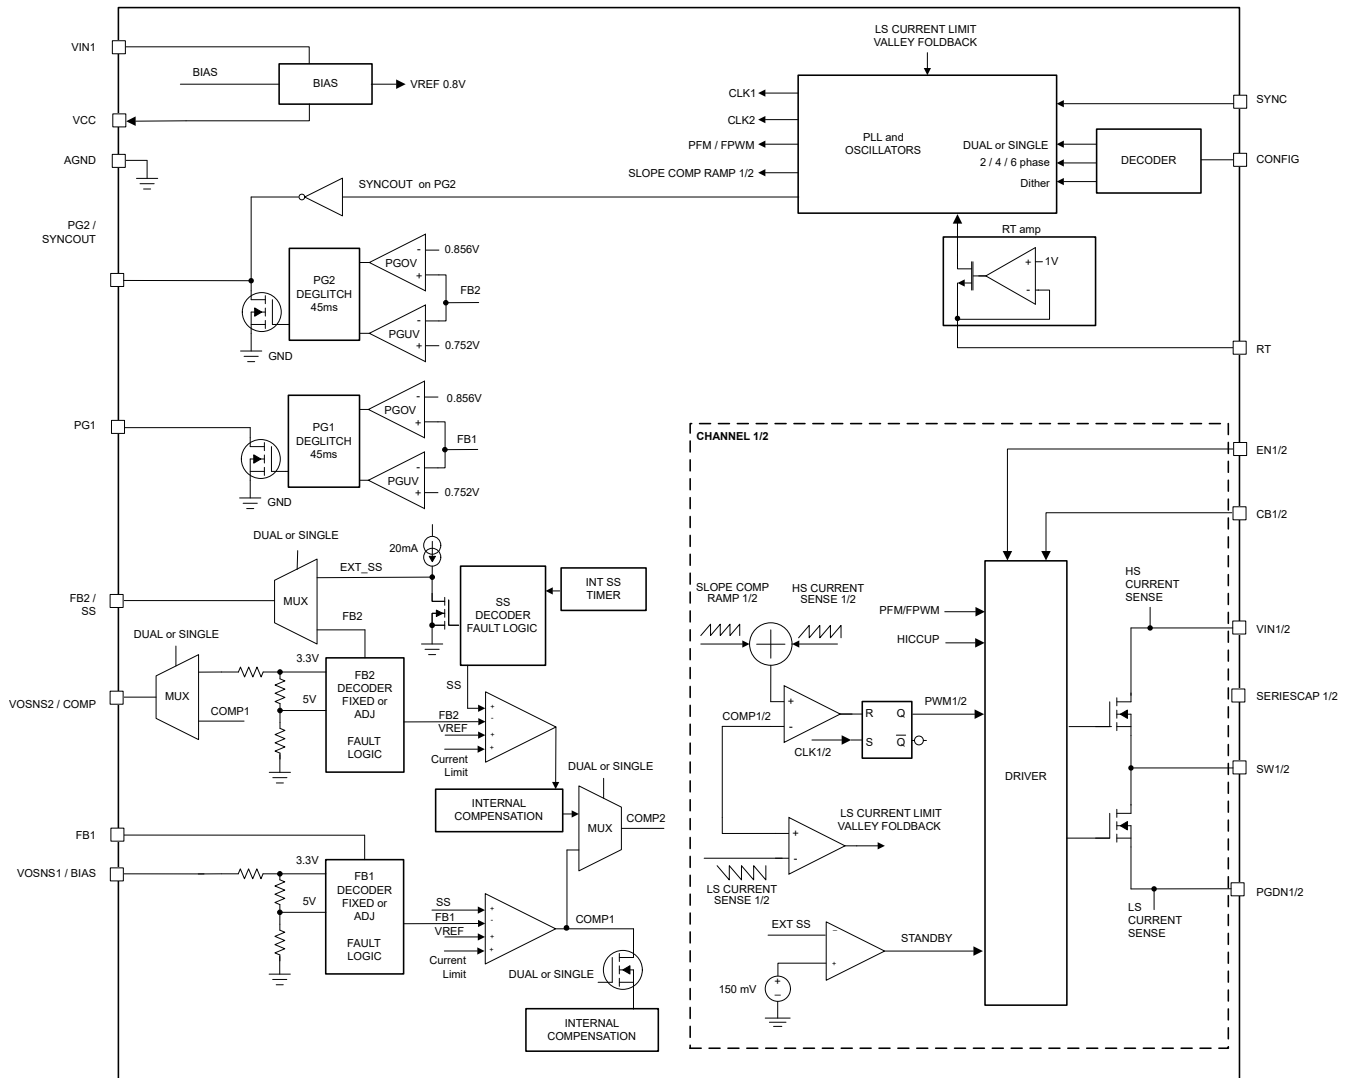 LS CURRENT LIMIT
VALLEY FOLDBACK
VIN1
BIAS
BIAS
VREF 0.8V
VCC
AGND
CLK1
CLK2
PFM / FPWM
SLOPE COMP RAMP 1/2
PLL and
OSCILLATORS
DUAL or SINGLE
2 / 4 / 6 phase
Dither
DECODER
SYNC
CONFIG
SYNCOUT on PG2
PG2 /
SYNCOUT
PG2
DEGLITCH
45ms
PGOV
-
+
0.856V
FB2
PGUV
-
+
0.752V
GND
RT amp
+
1V
-
RT
PG1
PG1
DEGLITCH
45ms
PGOV
-
+
0.856V
FB1
PGUV
-
+
0.752V
GND
CHANNEL 1/2
EN1/2
CB1/2
DUAL or SINGLE
20mA
EXT_SS
MUX
FB2 /
SS
FB2
SS
DECODER
FAULT LOGIC
INT SS
TIMER
DUAL or SINGLE
MUX
VOSNS2 / COMP
COMP1
3.3V
5V
FB2
DECODER
FIXED or
ADJ
FAULT
LOGIC
SS
FB2
VREF
Current
Limit
+
-
+
+
INTERNAL
COMPENSATION
DUAL or SINGLE
MUX
COMP2
FB1
VOSNS1 / BIAS
3.3V
5V
FB1
DECODER
FIXED or
ADJ
FAULT
LOGIC
SS
FB1
VREF
Current
Limit
+
-
+
+
COMP1
DUAL or SINGLE
INTERNAL
COMPENSATION
SLOPE COMP
RAMP 1/2
HS CURRENT
SENSE 1/2
PFM/FPWM
HICCUP
COMP1/2
+
-
R
Q
S
Q
PWM1/2
CLK1/2
DRIVER
HS
CURRENT
SENSE
VIN1/2
SERIESCAP 1/2
SW1/2
LS CURRENT LIMIT
VALLEY FOLDBACK
+
-
LS CURRENT
SENSE 1/2
PGDN1/2
LS
CURRENT
SENSE
EXT SS
STANDBY
−
+
150 mV
+
−